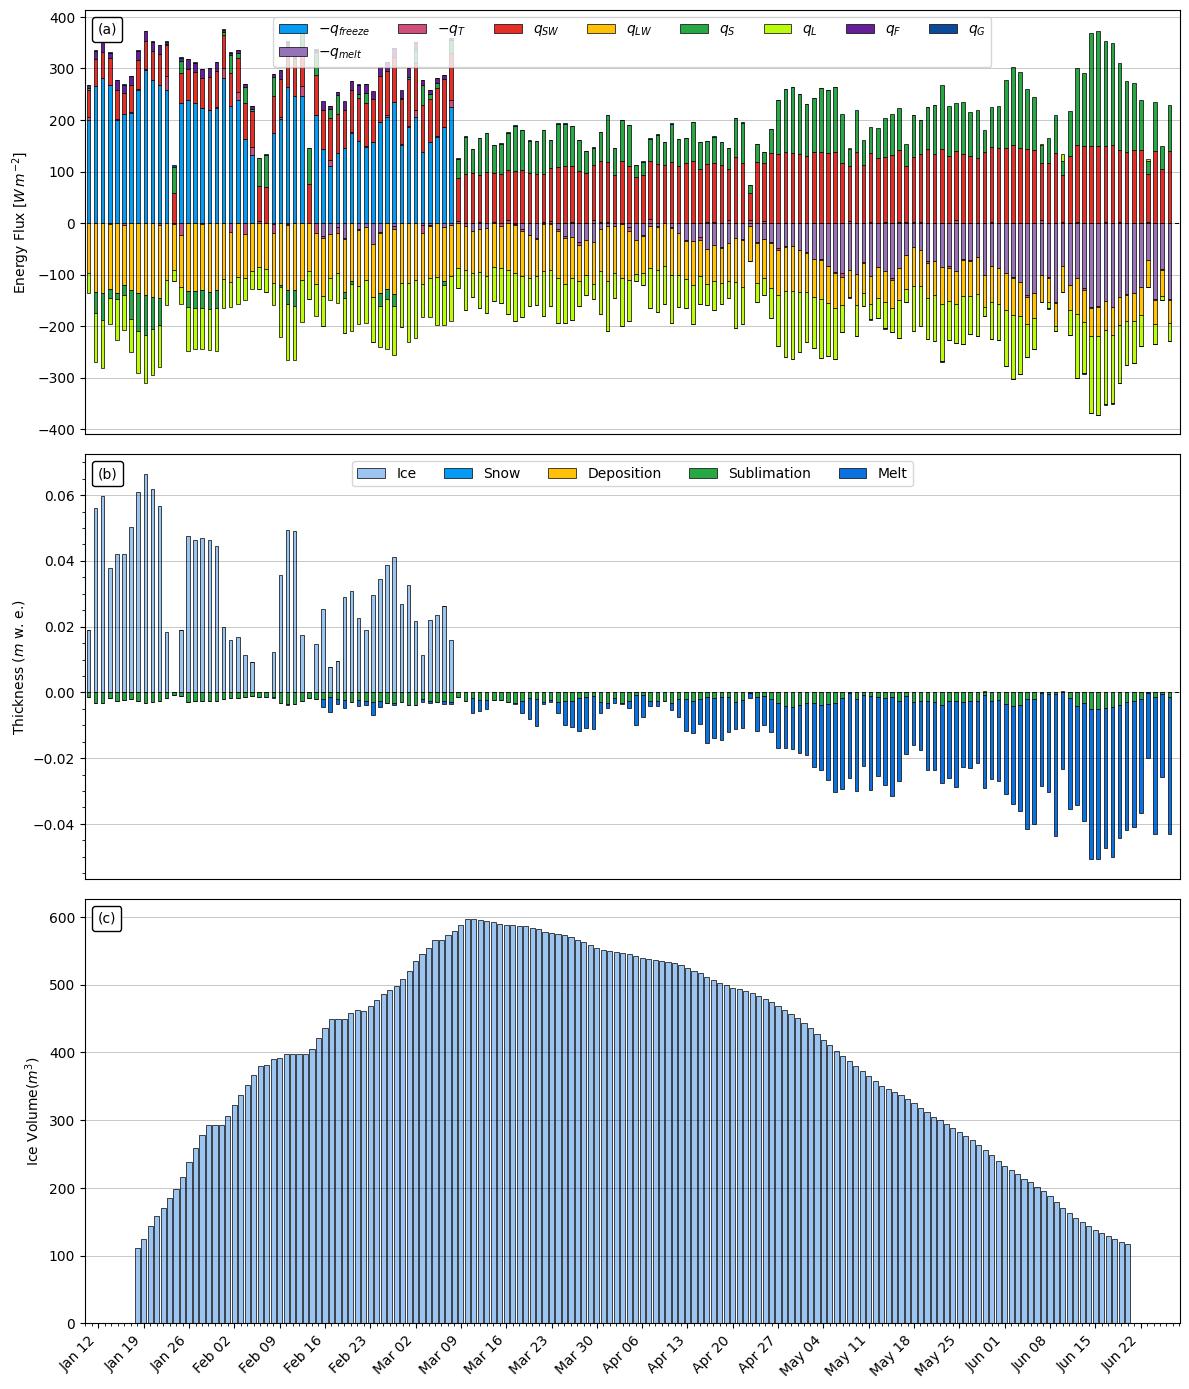 (a)
−q_freeze −q_T q_SW q_LW q_S q_L q_F q_G
−q_melt
Energy Flux [W m⁻²]
400
300
200
100
0
−100
−200
−300
−400
(b)
Ice Snow Deposition Sublimation Melt
Thickness (m w. e.)
0.06
0.04
0.02
0.00
−0.02
−0.04
(c)
Ice Volume(m³)
600
500
400
300
200
100
0
Jan 12 Jan 19 Jan 26 Feb 02 Feb 09 Feb 16 Feb 23 Mar 02 Mar 09 Mar 16 Mar 23 Mar 30 Apr 06 Apr 13 Apr 20 Apr 27 May 04 May 11 May 18 May 25 Jun 01 Jun 08 Jun 15 Jun 22